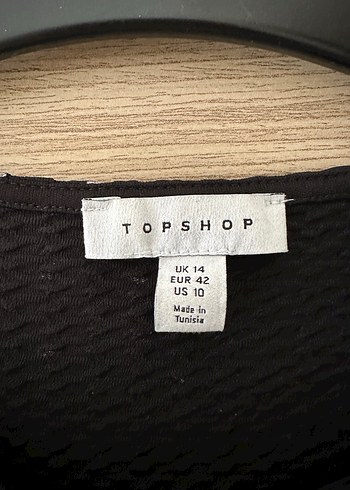 TOPSHOP
UK 14
EUR 42
US 10
Made in
Tunisia